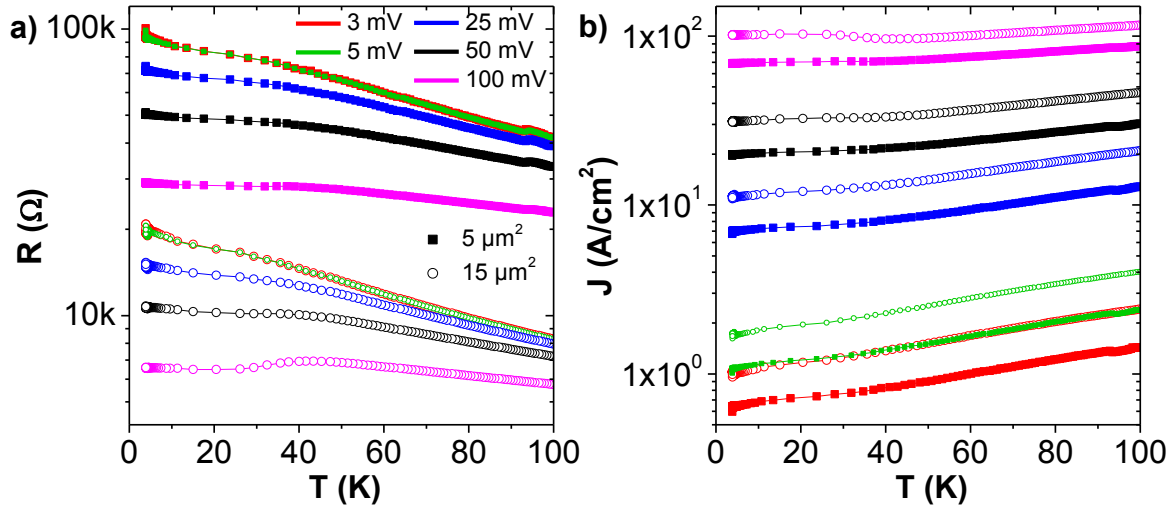 a)
3 mV
25 mV
5 mV
50 mV
100 mV
100k
10k
R (Ω)
5 µm²
15 µm²
0
20
40
60
80
100
T (K)
b)
1x10²
1x10¹
1x10⁰
J (A/cm²)
0
20
40
60
80
100
T (K)